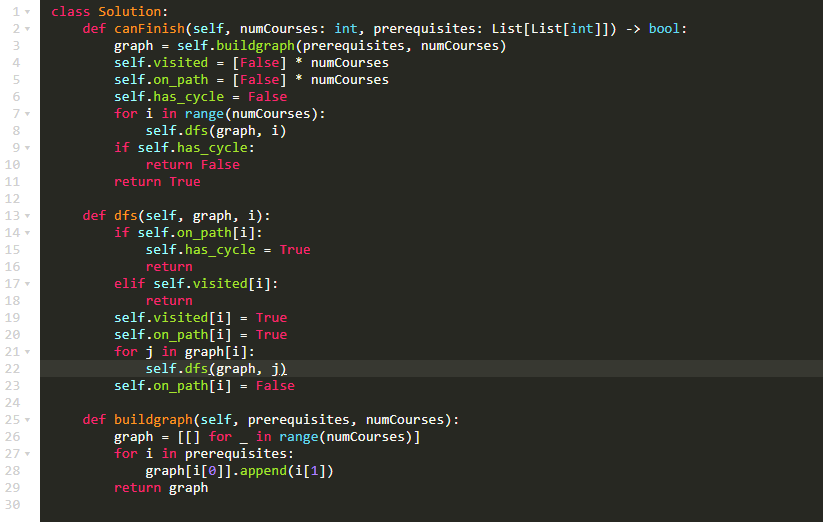 1 class Solution:
2     def canFinish(self, numCourses: int, prerequisites: List[List[int]]) -> bool:
3         graph = self.buildgraph(prerequisites, numCourses)
4         self.visited = [False] * numCourses
5         self.on_path = [False] * numCourses
6         self.has_cycle = False
7         for i in range(numCourses):
8             self.dfs(graph, i)
9         if self.has_cycle:
10             return False
11         return True
12
13     def dfs(self, graph, i):
14         if self.on_path[i]:
15             self.has_cycle = True
16             return
17         elif self.visited[i]:
18             return
19         self.visited[i] = True
20         self.on_path[i] = True
21         for j in graph[i]:
22             self.dfs(graph, j)
23         self.on_path[i] = False
24
25     def buildgraph(self, prerequisites, numCourses):
26         graph = [[] for _ in range(numCourses)]
27         for i in prerequisites:
28             graph[i[0]].append(i[1])
29         return graph
30